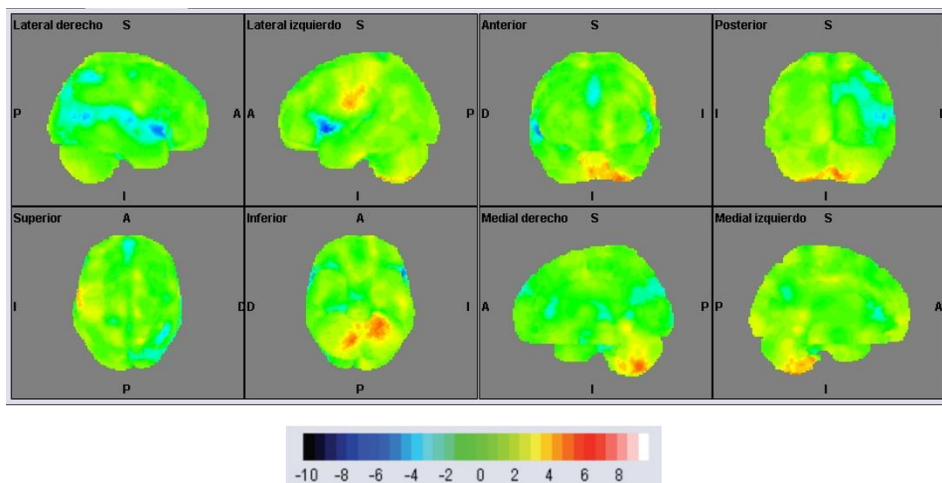 Lateral derecho S
P A
I
Lateral izquierdo S
A P
I
Anterior S
D I
I
Posterior S
I
I
Superior A
I D
P
Inferior A
D I
P
Medial derecho S
A P
I
Medial izquierdo S
P A
I
-10 -8 -6 -4 -2 0 2 4 6 8